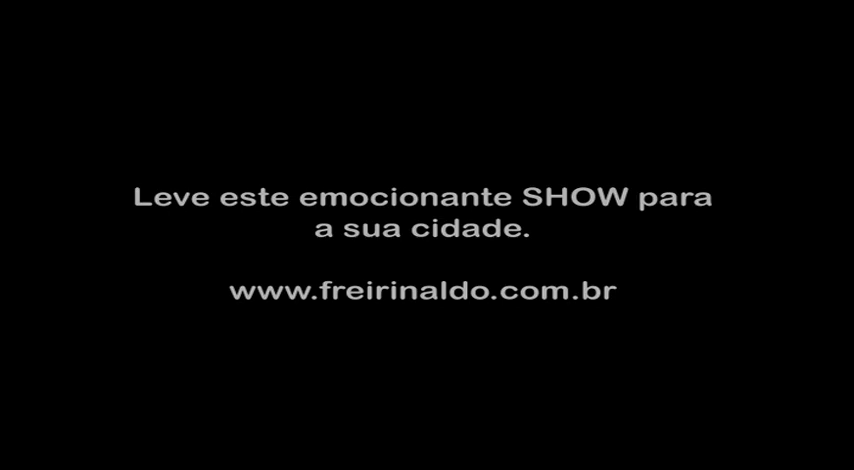 Leve este emocionante SHOW para
a sua cidade.
www.freirinaldo.com.br